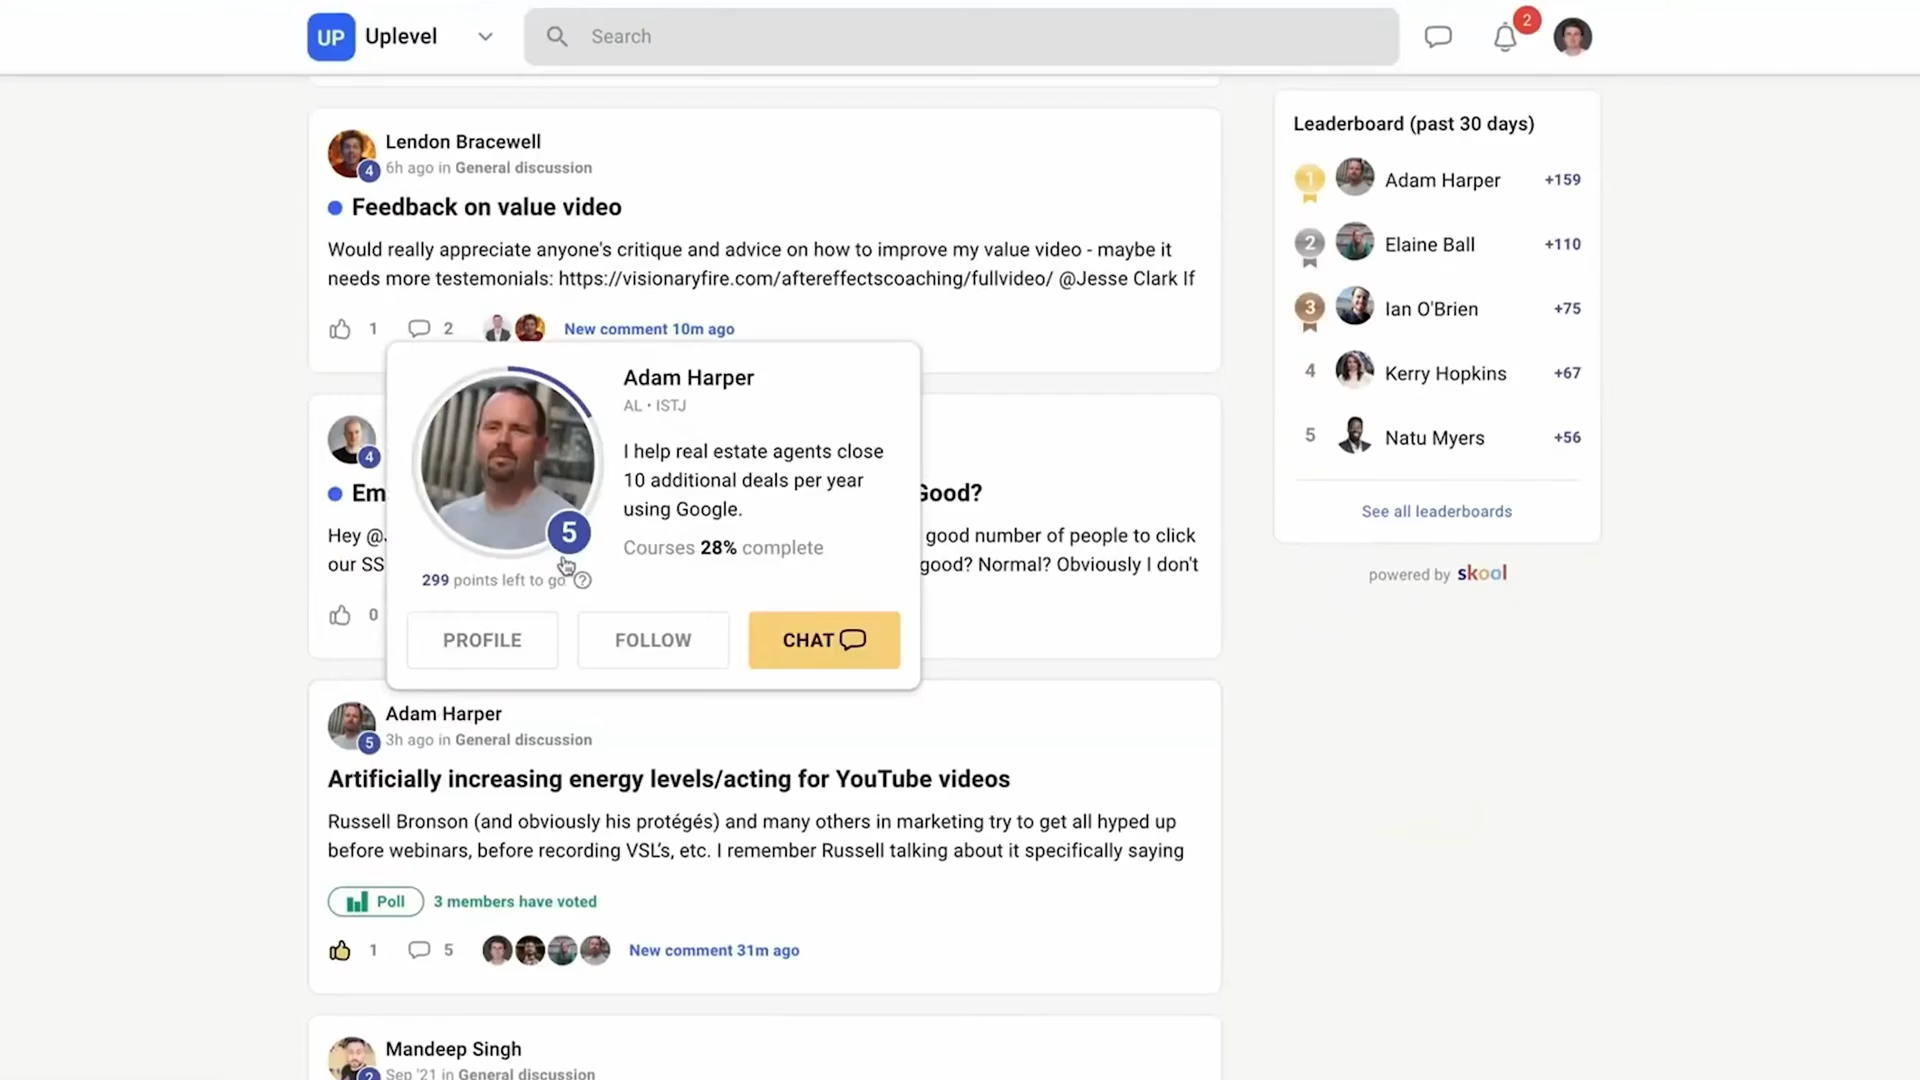 UP Uplevel
Search
2
Lendon Bracewell
4 6h ago in General discussion
Feedback on value video
Would really appreciate anyone's critique and advice on how to improve my value video - maybe it
needs more testemonials: https://visionaryfire.com/aftereffectscoaching/fullvideo/ @Jesse Clark If
1 2 New comment 10m ago
4
Em
Good?
Hey @J
good number of people to click
our SS
good? Normal? Obviously I don't
0
Adam Harper
AL • ISTJ
I help real estate agents close
10 additional deals per year
using Google.
Courses 28% complete
5
299 points left to go ?
PROFILE FOLLOW CHAT
Adam Harper
5 3h ago in General discussion
Artificially increasing energy levels/acting for YouTube videos
Russell Bronson (and obviously his protégés) and many others in marketing try to get all hyped up
before webinars, before recording VSL's, etc. I remember Russell talking about it specifically saying
Poll 3 members have voted
1 5 New comment 31m ago
Mandeep Singh
2 Sep '21 in General discussion
Leaderboard (past 30 days)
1 Adam Harper +159
2 Elaine Ball +110
3 Ian O'Brien +75
4 Kerry Hopkins +67
5 Natu Myers +56
See all leaderboards
powered by skool